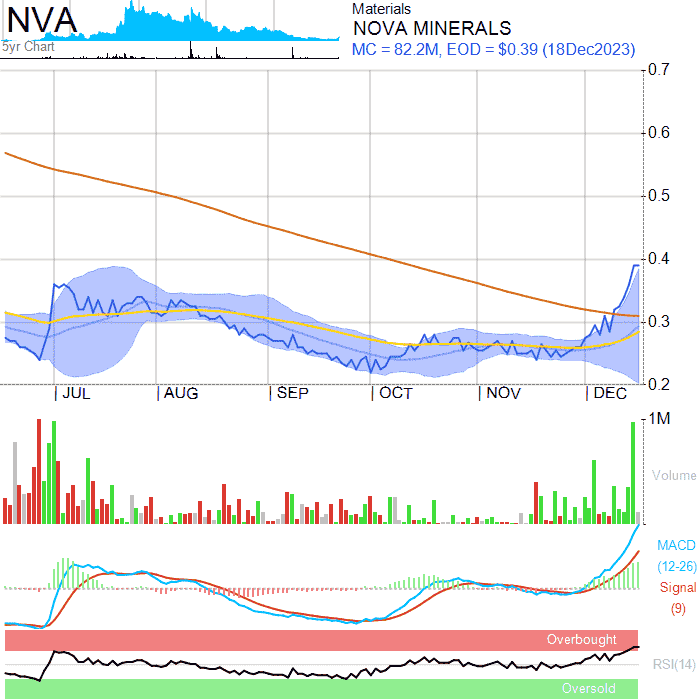 NVA
5yr Chart
Materials
NOVA MINERALS
MC = 82.2M, EOD = $0.39 (18Dec2023)
0.7
0.6
0.5
0.4
0.3
0.2
JUL
AUG
SEP
OCT
NOV
DEC
1M
Volume
MACD
(12-26)
Signal
(9)
Overbought
RSI(14)
Oversold